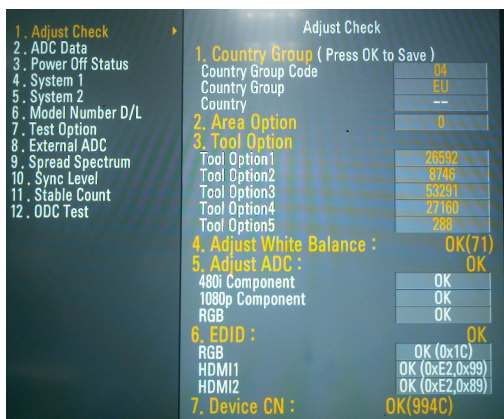 1 . Adjust Check
2 . ADC Data
3 . Power Off Status
4 . System 1
5 . System 2
6 . Model Number D/L
7 . Test Option
8 . External ADC
9 . Spread Spectrum
10 . Sync Level
11 . Stable Count
12 . ODC Test
Adjust Check
1. Country Group ( Press OK to Save )
Country Group Code 04
Country Group EU
Country --
2. Area Option 0
3. Tool Option
Tool Option1 26592
Tool Option2 8746
Tool Option3 53291
Tool Option4 27160
Tool Option5 288
4. Adjust White Balance : OK(71)
5. Adjust ADC : OK
480i Component OK
1080p Component OK
RGB OK
6. EDID : OK
RGB OK (0x1C)
HDMI1 OK (0xE2,0x99)
HDMI2 OK (0xE2,0x89)
7. Device CN : OK(994C)